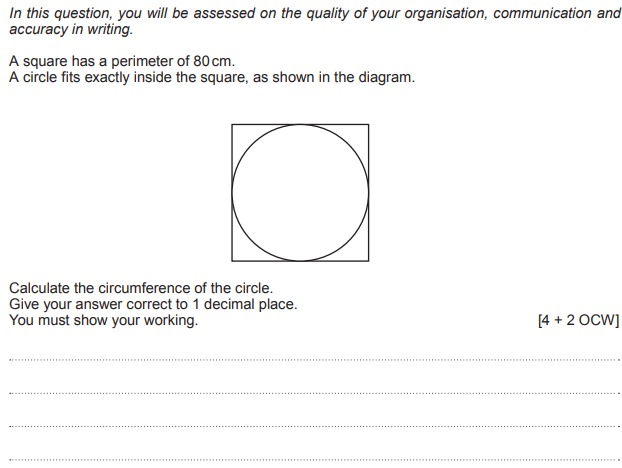 In this question, you will be assessed on the quality of your organisation, communication and
accuracy in writing.
A square has a perimeter of 80 cm.
A circle fits exactly inside the square, as shown in the diagram.
Calculate the circumference of the circle.
Give your answer correct to 1 decimal place.
You must show your working. [4 + 2 OCW]